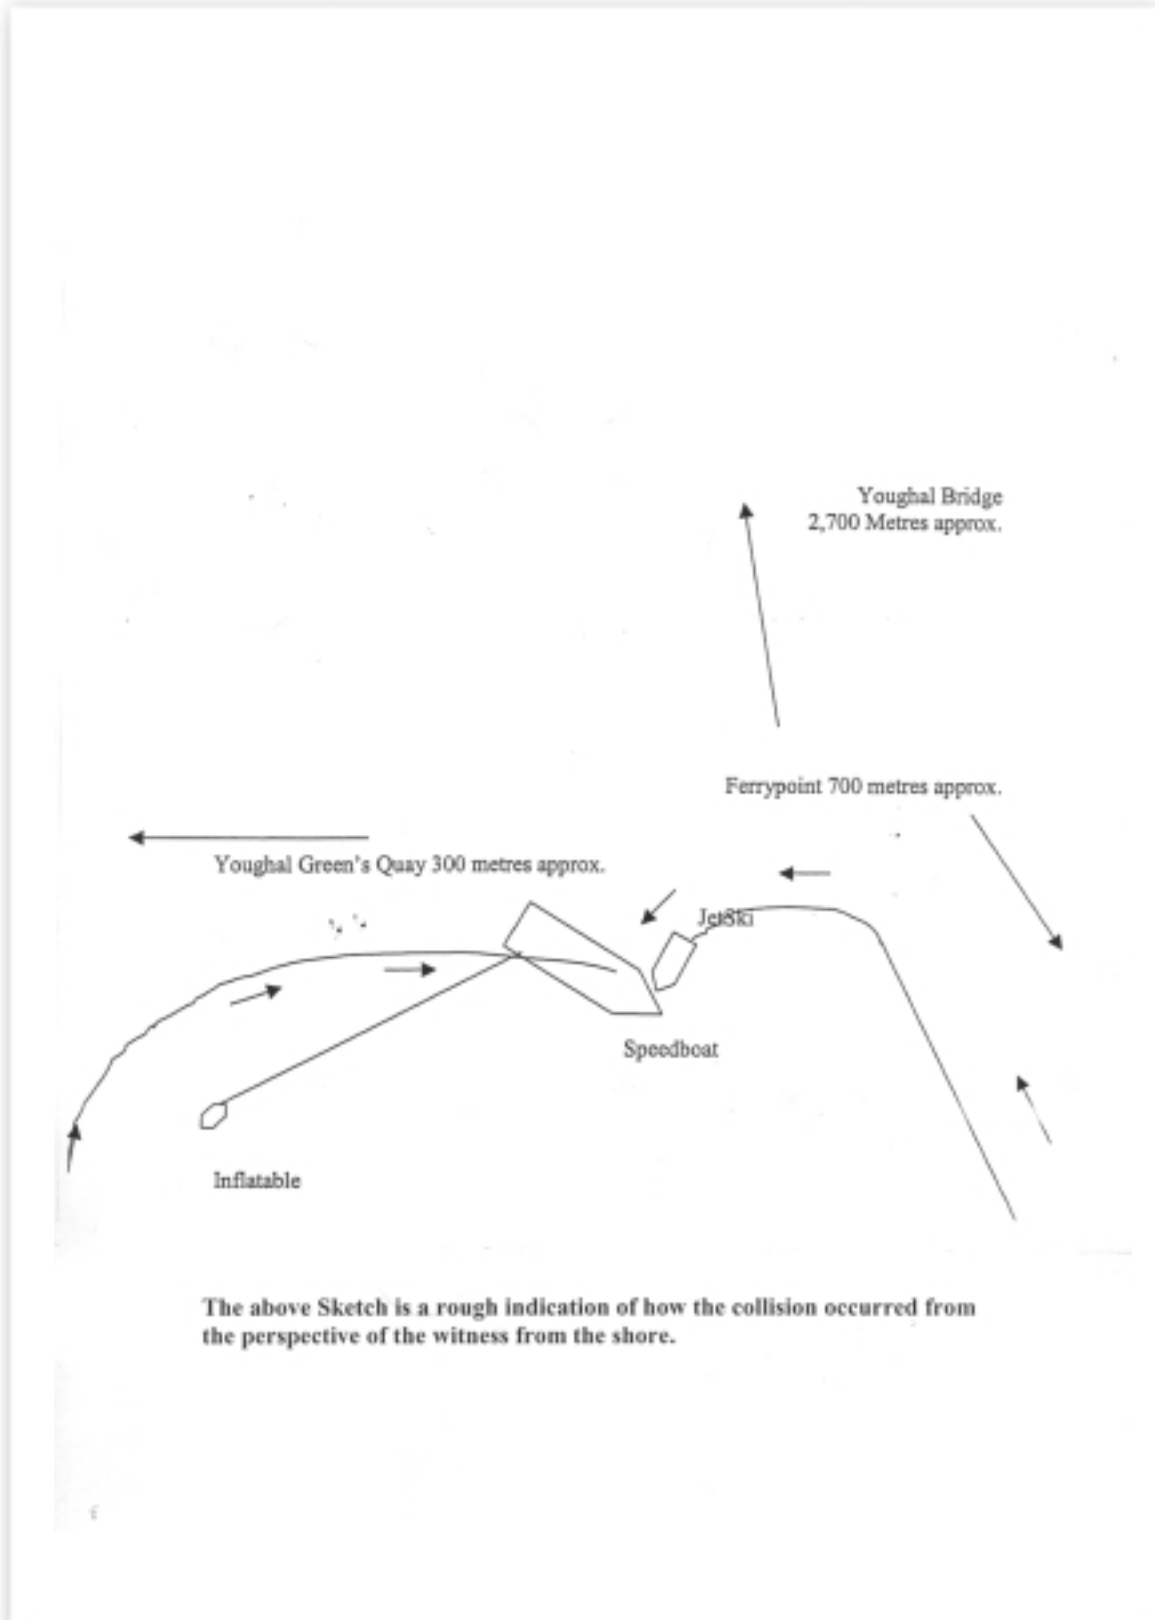 Youghal Bridge
2,700 Metres approx.
Ferrypoint 700 metres approx.
Youghal Green's Quay 300 metres approx.
JetSki
Speedboat
Inflatable
The above Sketch is a rough indication of how the collision occurred from
the perspective of the witness from the shore.